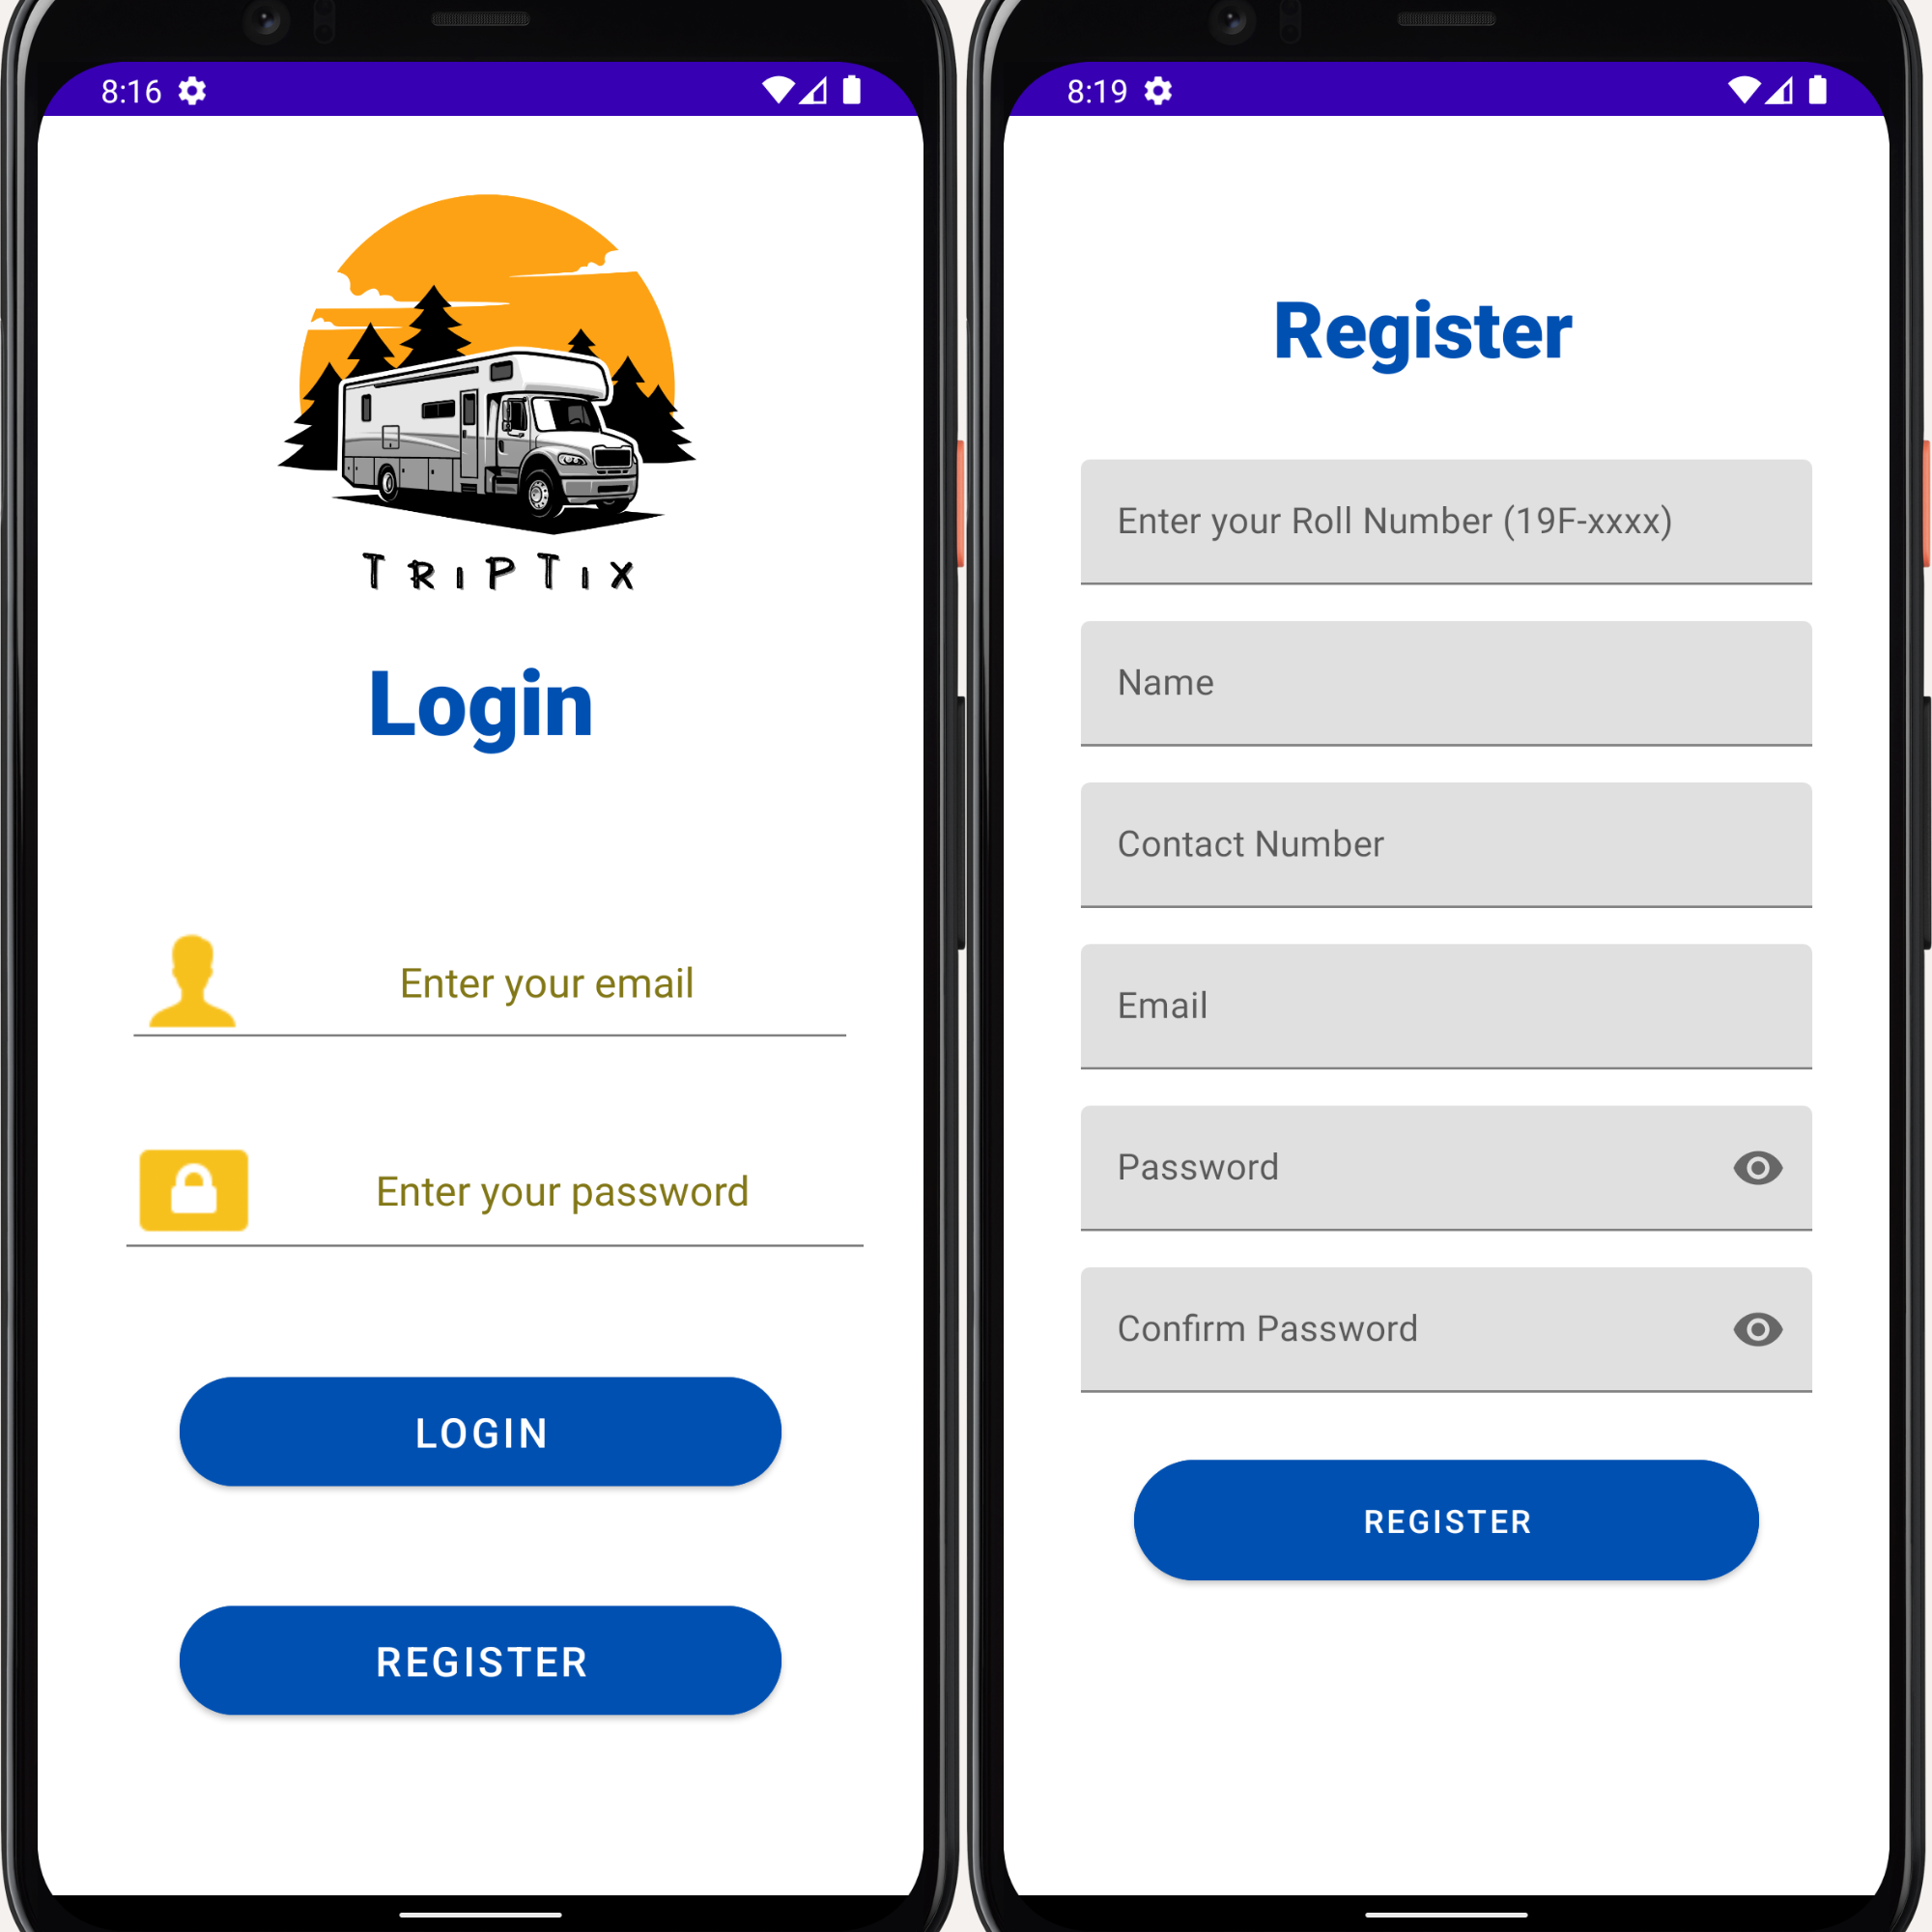 8:16
TRIPTIX
Login
Enter your email
Enter your password
LOGIN
REGISTER
8:19
Register
Enter your Roll Number (19F-xxxx)
Name
Contact Number
Email
Password
Confirm Password
REGISTER